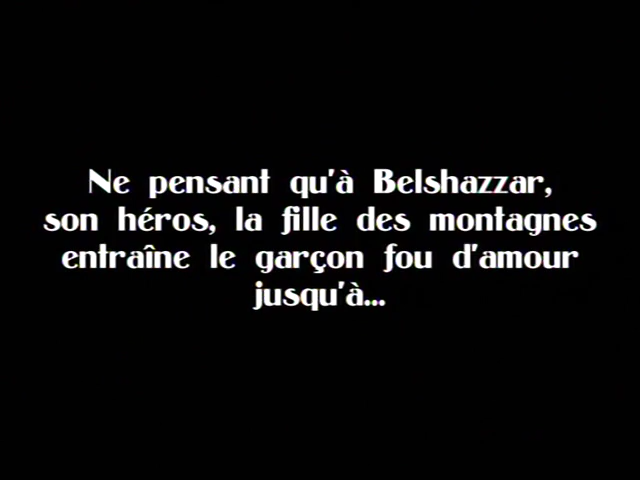 Ne pensant qu'à Belshazzar,
son héros, la fille des montagnes
entraîne le garçon fou d'amour
jusqu'à...